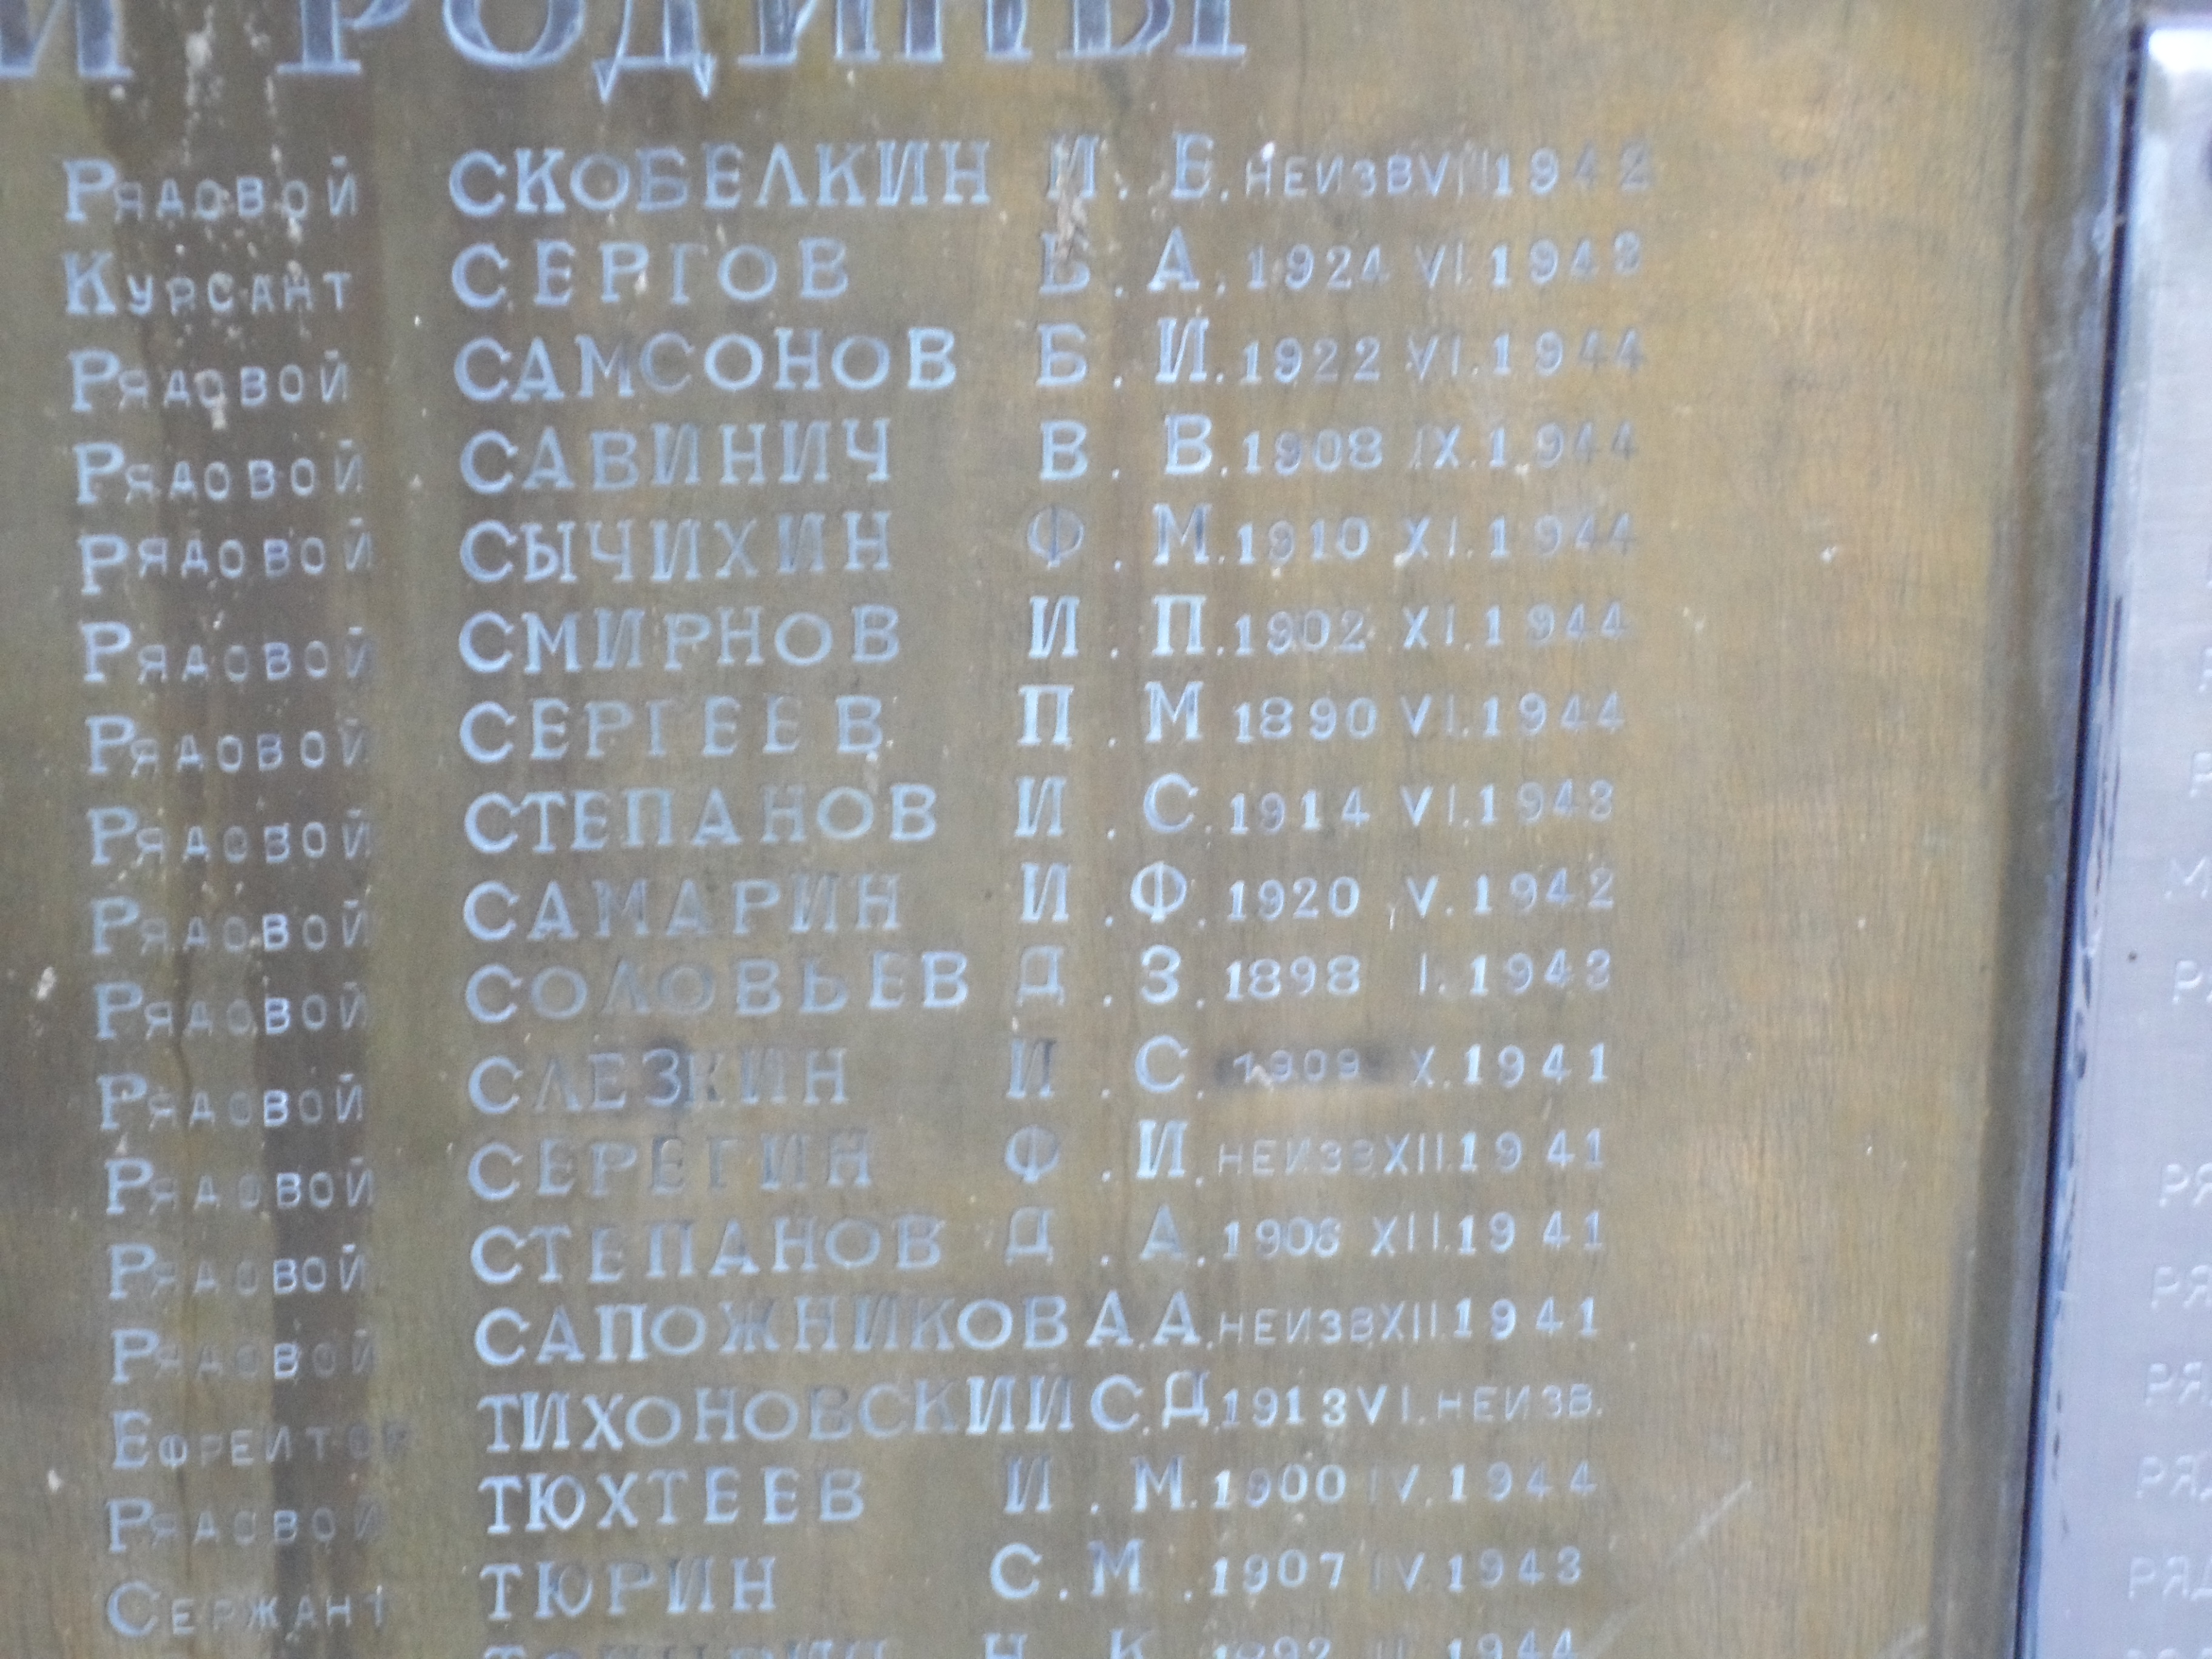 И РОДИНЫ
РЯДОВОЙ СКОБЕЛКИН И. Е. НЕИЗВ VIII 1942
КУРСАНТ СЕРГОВ Б. А. 1924 VI. 1943
РЯДОВОЙ САМСОНОВ Б. И. 1922 VI. 1944
РЯДОВОЙ САВИНИЧ В. В. 1908 IX. 1944
РЯДОВОЙ СЫЧИХИН Ф. М. 1910 XI. 1944
РЯДОВОЙ СМИРНОВ И. П. 1902 XI. 1944
РЯДОВОЙ СЕРГЕЕВ П. М 1890 VI. 1944
РЯДОВОЙ СТЕПАНОВ И. С. 1914 VI. 1943
РЯДОВОЙ САМАРИН И. Ф. 1920 V. 1942
РЯДОВОЙ СОЛОВЬЕВ Д. З. 1898 I. 1943
РЯДОВОЙ СЛЕЗКИН И. С. 1909 X. 1941
РЯДОВОЙ СЕРЕГИН Ф. И. НЕИЗВ XII. 1941
РЯДОВОЙ СТЕПАНОВ Д. А. 1908 XII. 1941
РЯДОВОЙ САПОЖНИКОВ А. А. НЕИЗВ XII. 1941
ЕФРЕЙТОР ТИХОНОВСКИЙ С. Д. 1913 VI. НЕИЗВ.
РЯДОВОЙ ТЮХТЕЕВ И. М. 1900 IV. 1944
СЕРЖАНТ ТЮРИН С. М. 1907 IV. 1943
Н. К. 1892 1944